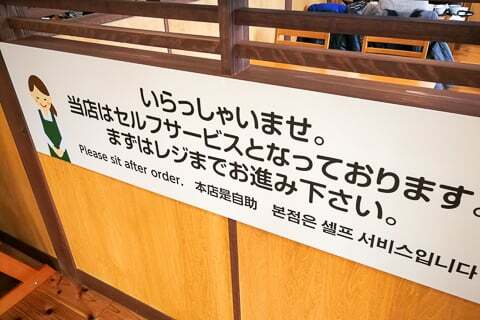 いらっしゃいませ。
当店はセルフサービスとなっております。
まずはレジまでお進み下さい。
Please sit after order. 本店是自助 본점은 셀프 서비스입니다